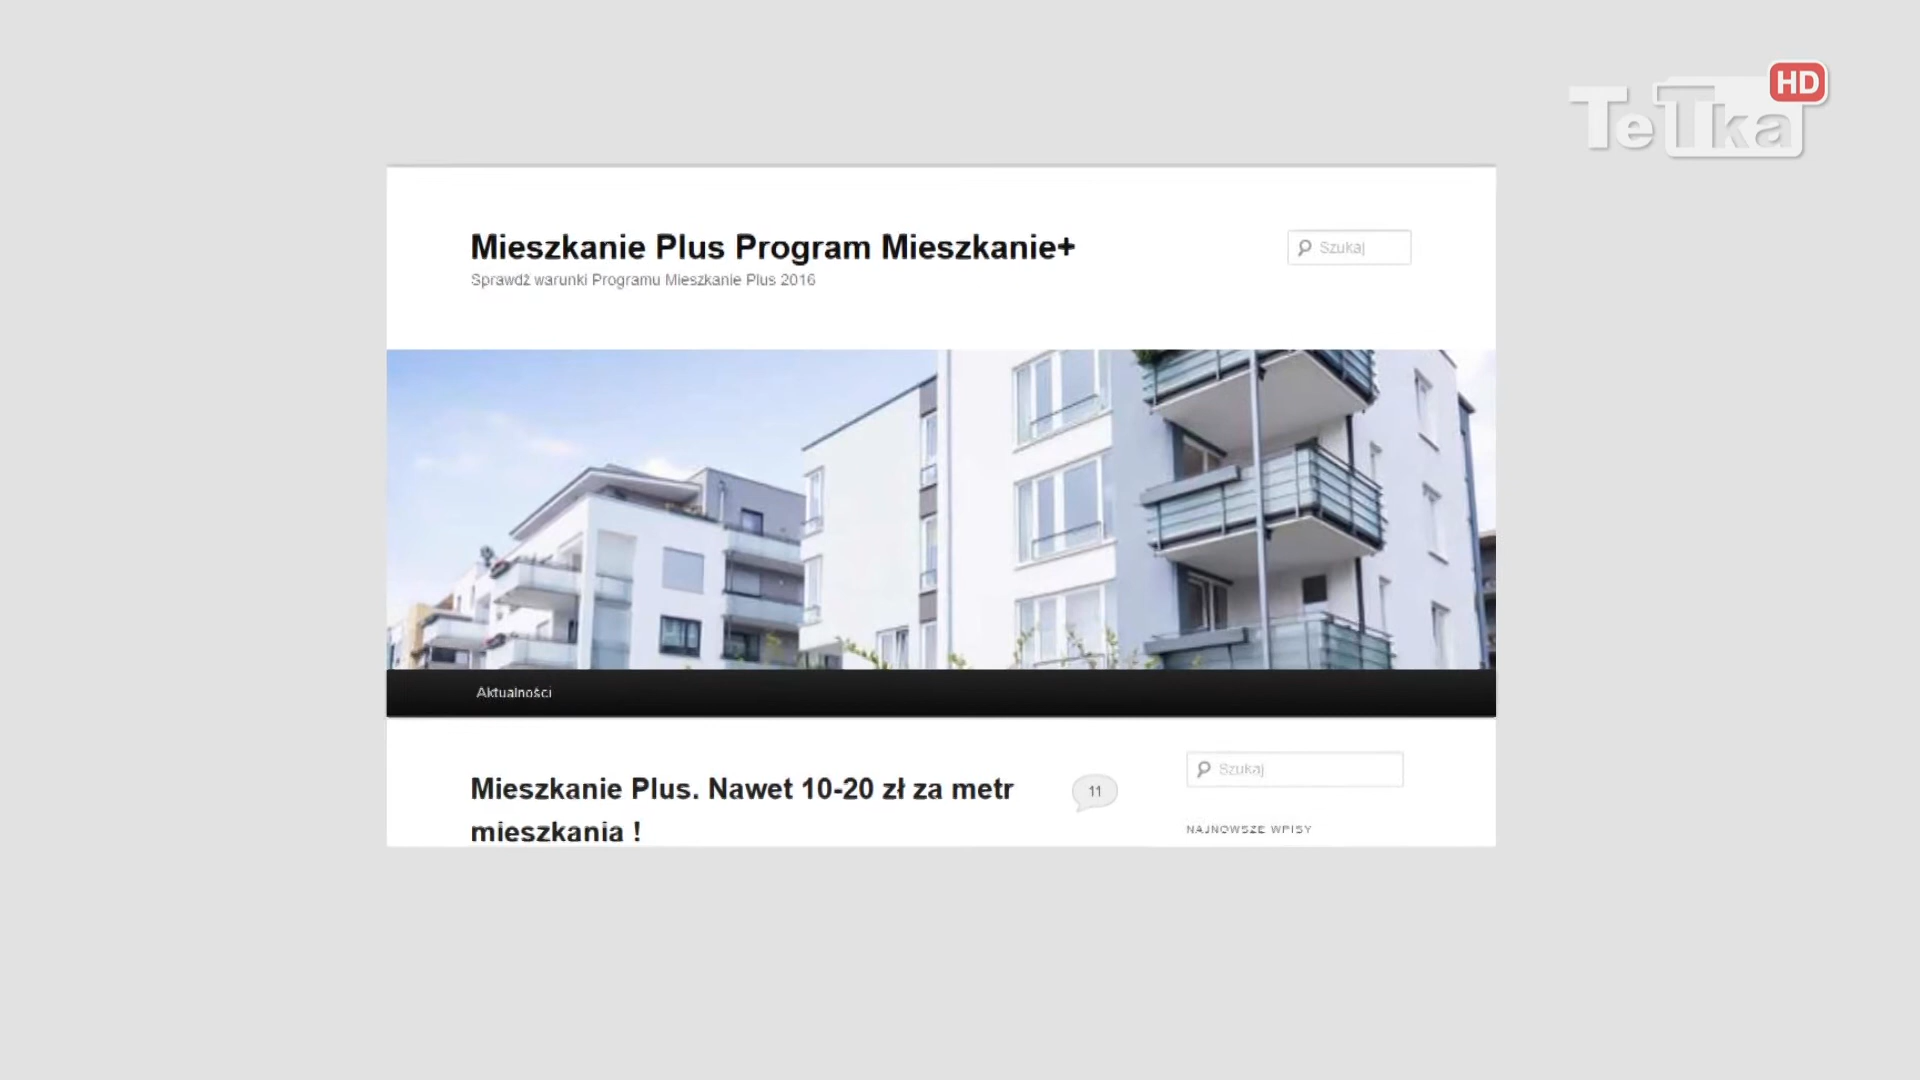 TeTka HD
Mieszkanie Plus Program Mieszkanie+
Szukaj
Sprawdź warunki Programu Mieszkanie Plus 2016
Aktualności
Mieszkanie Plus. Nawet 10-20 zł za metr
mieszkania !
11
Szukaj
NAJNOWSZE WPISY